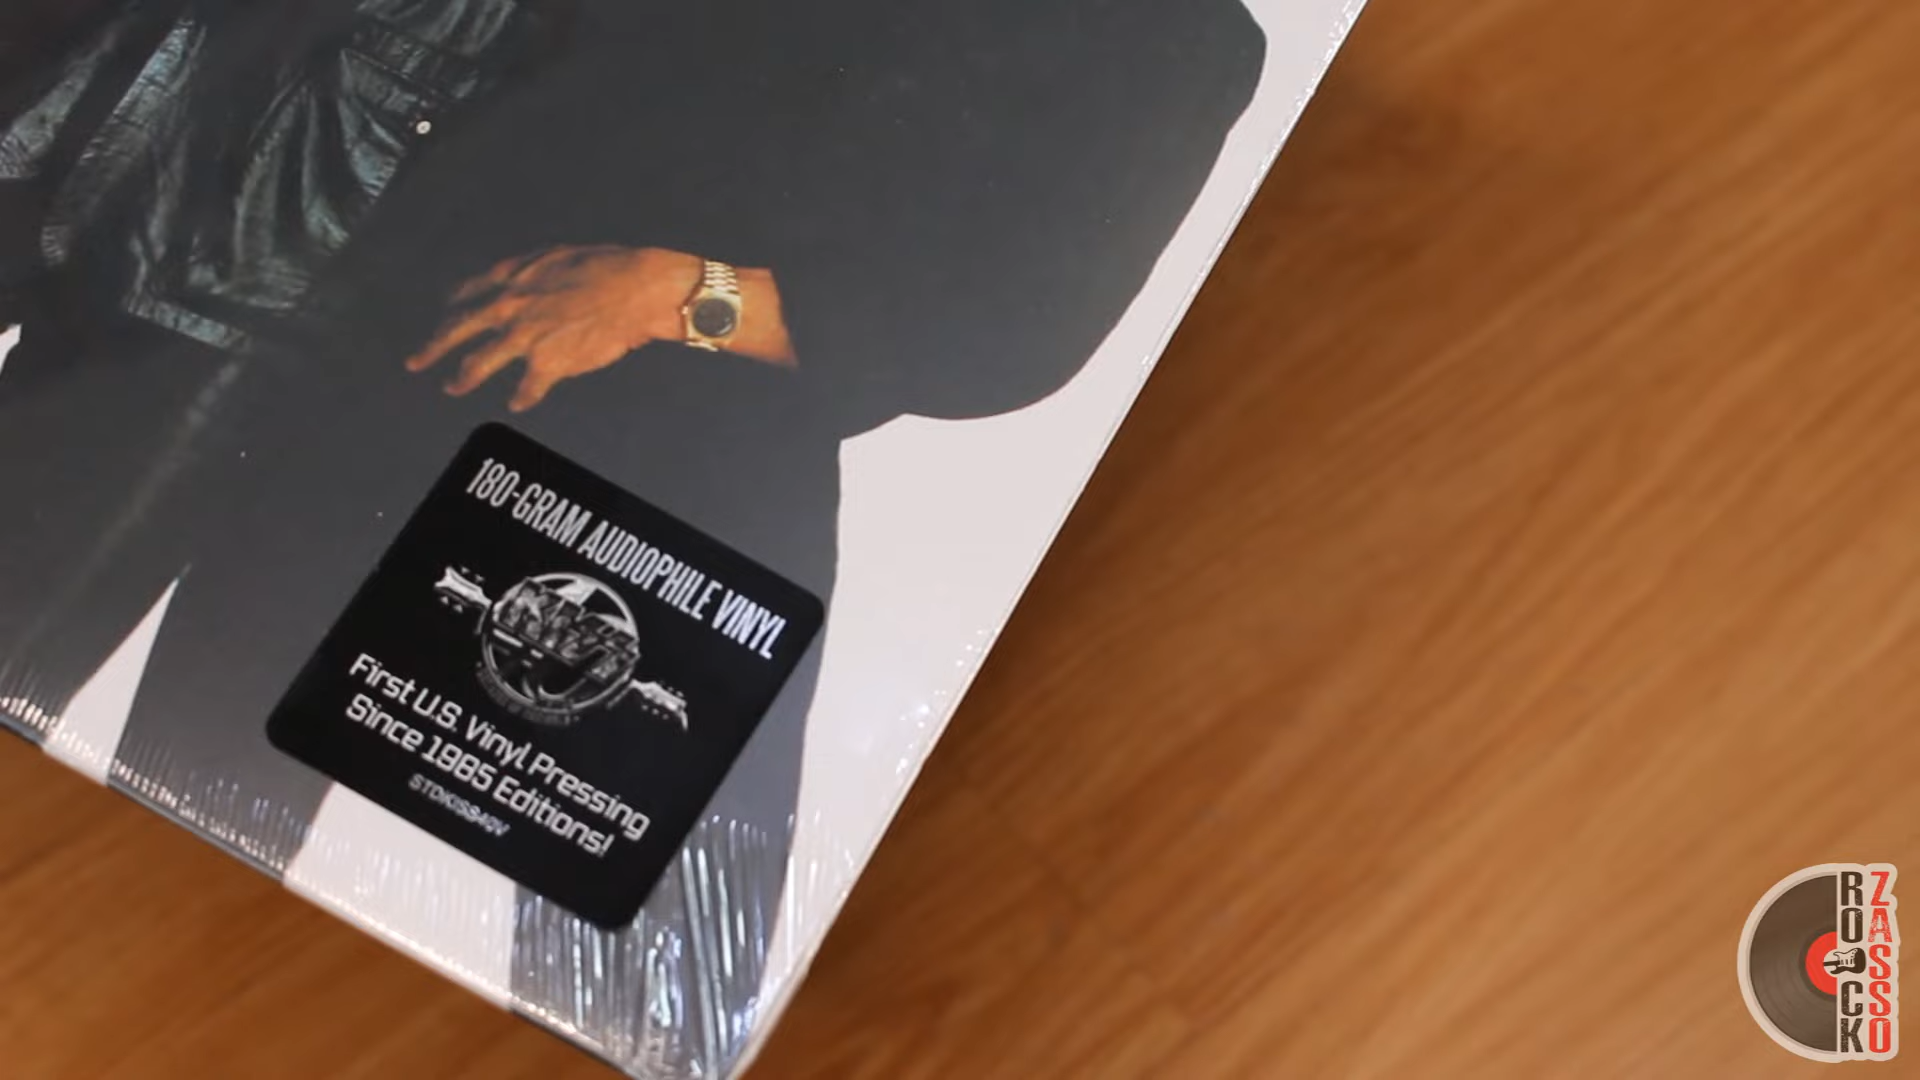 180-GRAM AUDIOPHILE VINYL
First U.S. Vinyl Pressing
Since 1985 Editions!
ROCK
ZASSO